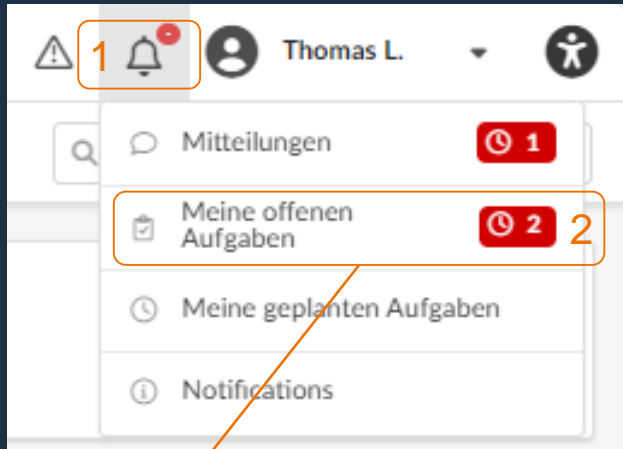 1 Thomas L.
Mitteilungen 1
Meine offenen
Aufgaben 2 2
Meine geplanten Aufgaben
Notifications